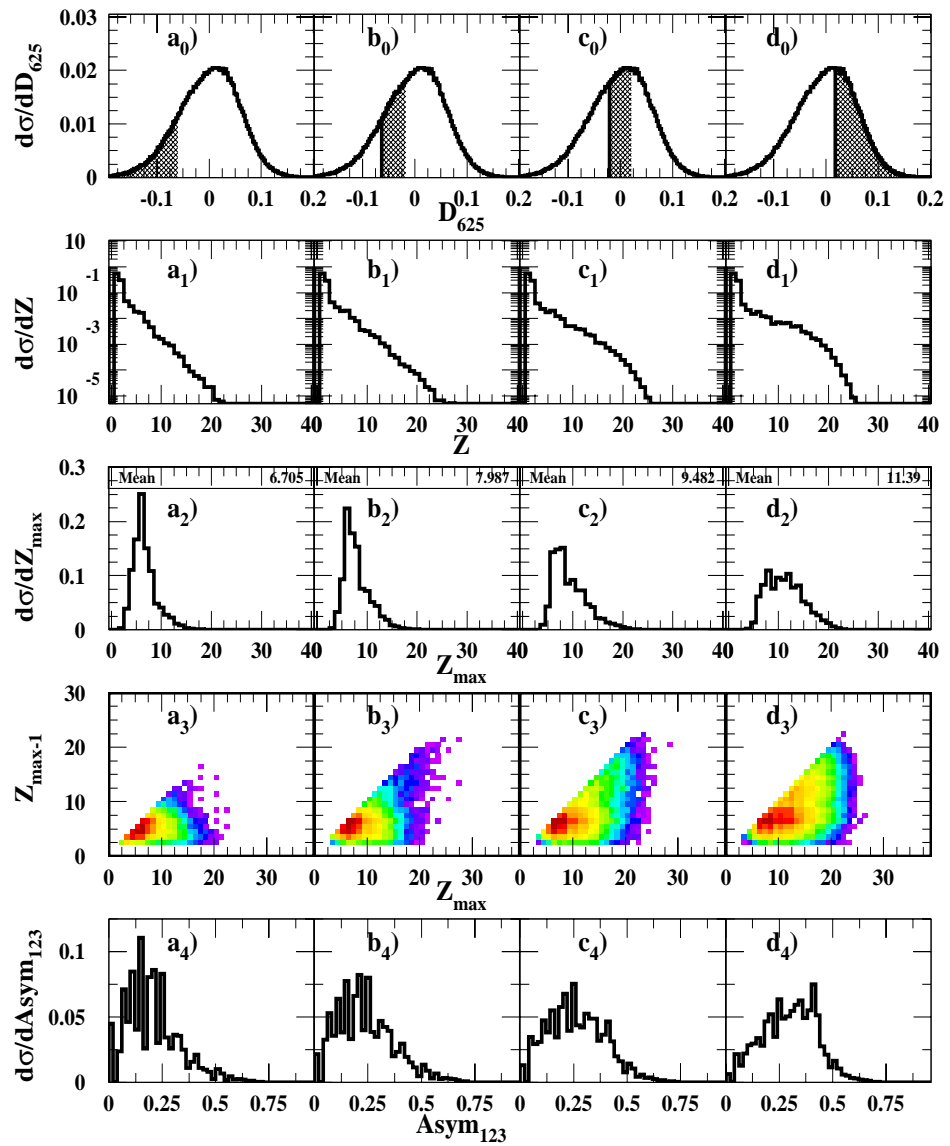 dσ/dD625
0.03
0.02
0.01
0
a0)
b0)
c0)
d0)
-0.1 0 0.1 0.2 -0.1 0 0.1 0.2 -0.1 0 0.1 0.2 -0.1 0 0.1 0.2
D625
dσ/dZ
10
10 -1
10 -3
10
10 -5
a1)
b1)
c1)
d1)
0 10 20 30 40 0 10 20 30 40 0 10 20 30 40 0 10 20 30 40
Z
dσ/dZmax
0.3
0.2
0.1
0
Mean 6.705
Mean 7.987
Mean 9.482
Mean 11.39
a2)
b2)
c2)
d2)
0 10 20 30 40 0 10 20 30 40 0 10 20 30 40 0 10 20 30 40
Zmax
Zmax-1
30
20
10
0
a3)
b3)
c3)
d3)
0 10 20 30 0 10 20 30 0 10 20 30 0 10 20 30
Zmax
dσ/dAsym123
0.1
0.05
0
a4)
b4)
c4)
d4)
0 0.25 0.5 0.75 0 0.25 0.5 0.75 0 0.25 0.5 0.75 0 0.25 0.5 0.75
Asym123